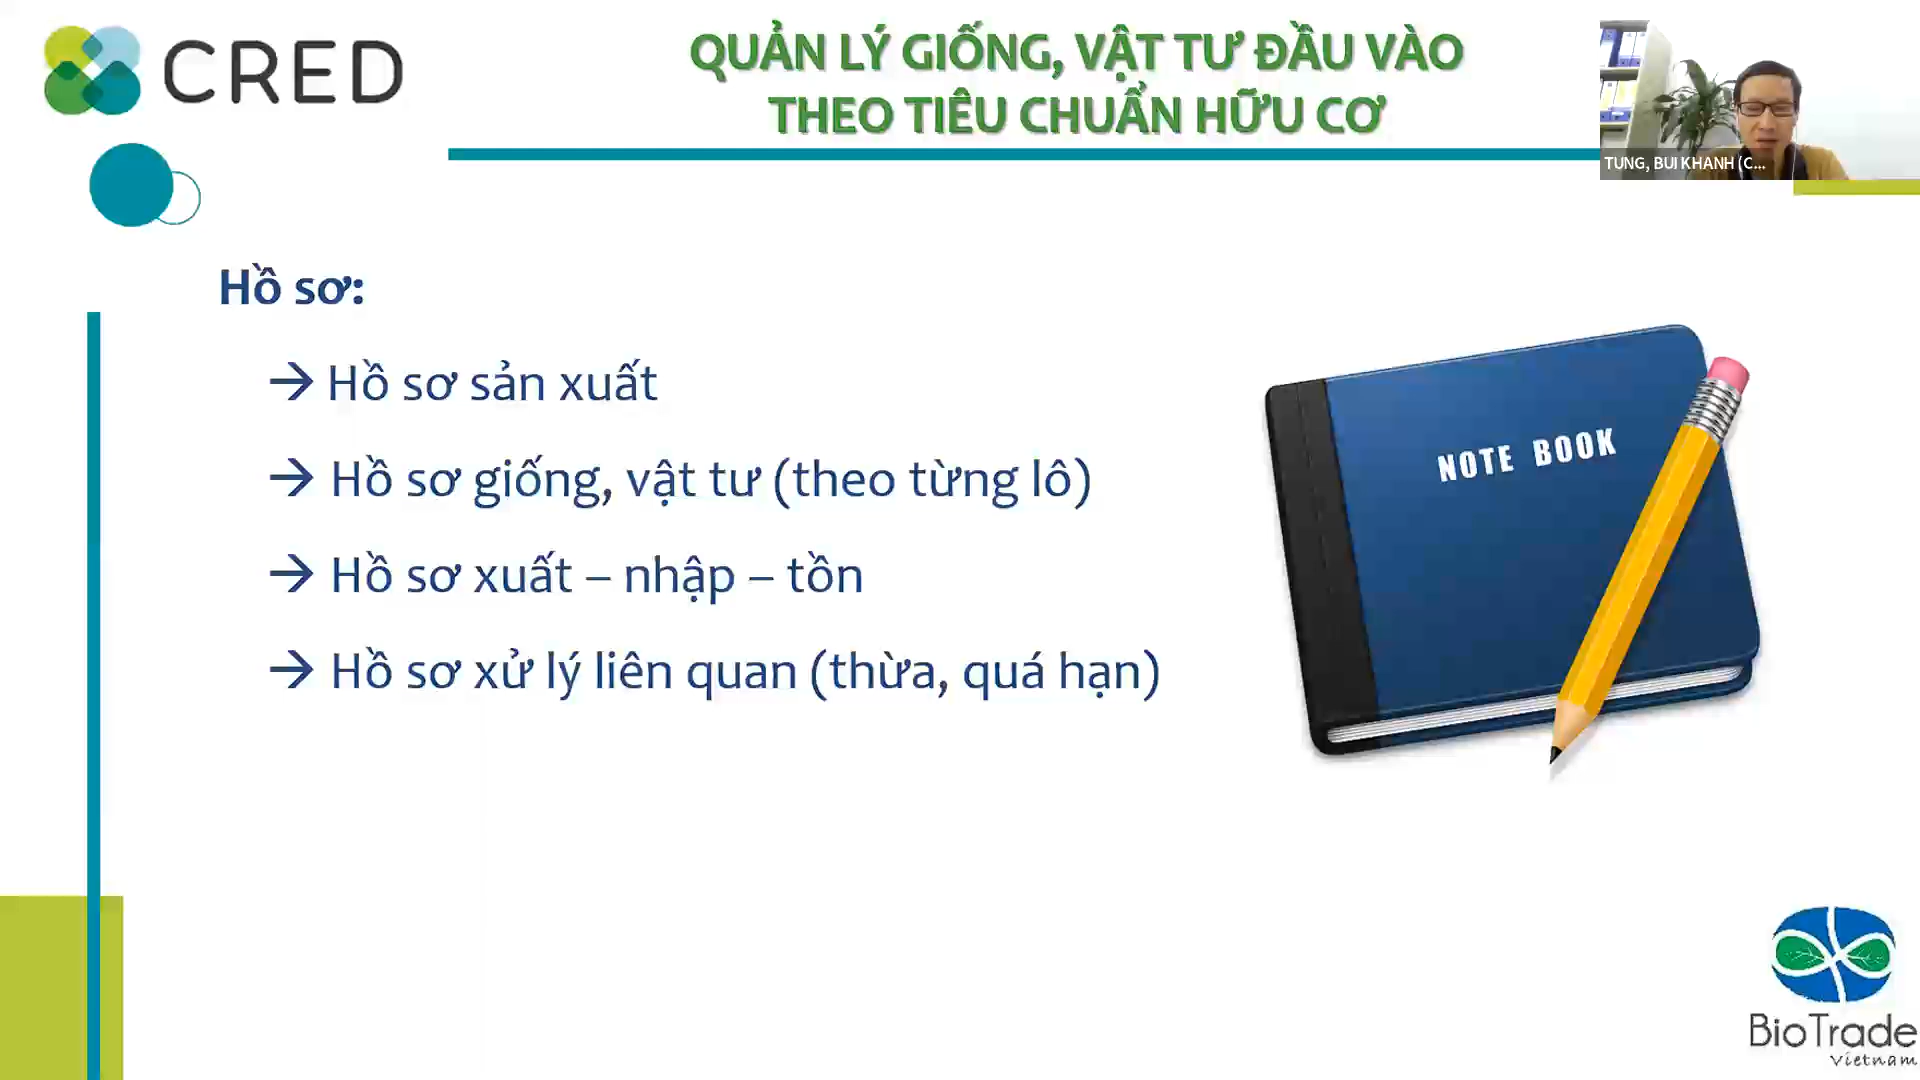 CRED
QUẢN LÝ GIỐNG, VẬT TƯ ĐẦU VÀO
THEO TIÊU CHUẨN HỮU CƠ
TUNG, BUI KHANH (C...
Hồ sơ:
→ Hồ sơ sản xuất
→ Hồ sơ giống, vật tư (theo từng lô)
→ Hồ sơ xuất – nhập – tồn
→ Hồ sơ xử lý liên quan (thừa, quá hạn)
NOTE BOOK
BioTrade
Vietnam